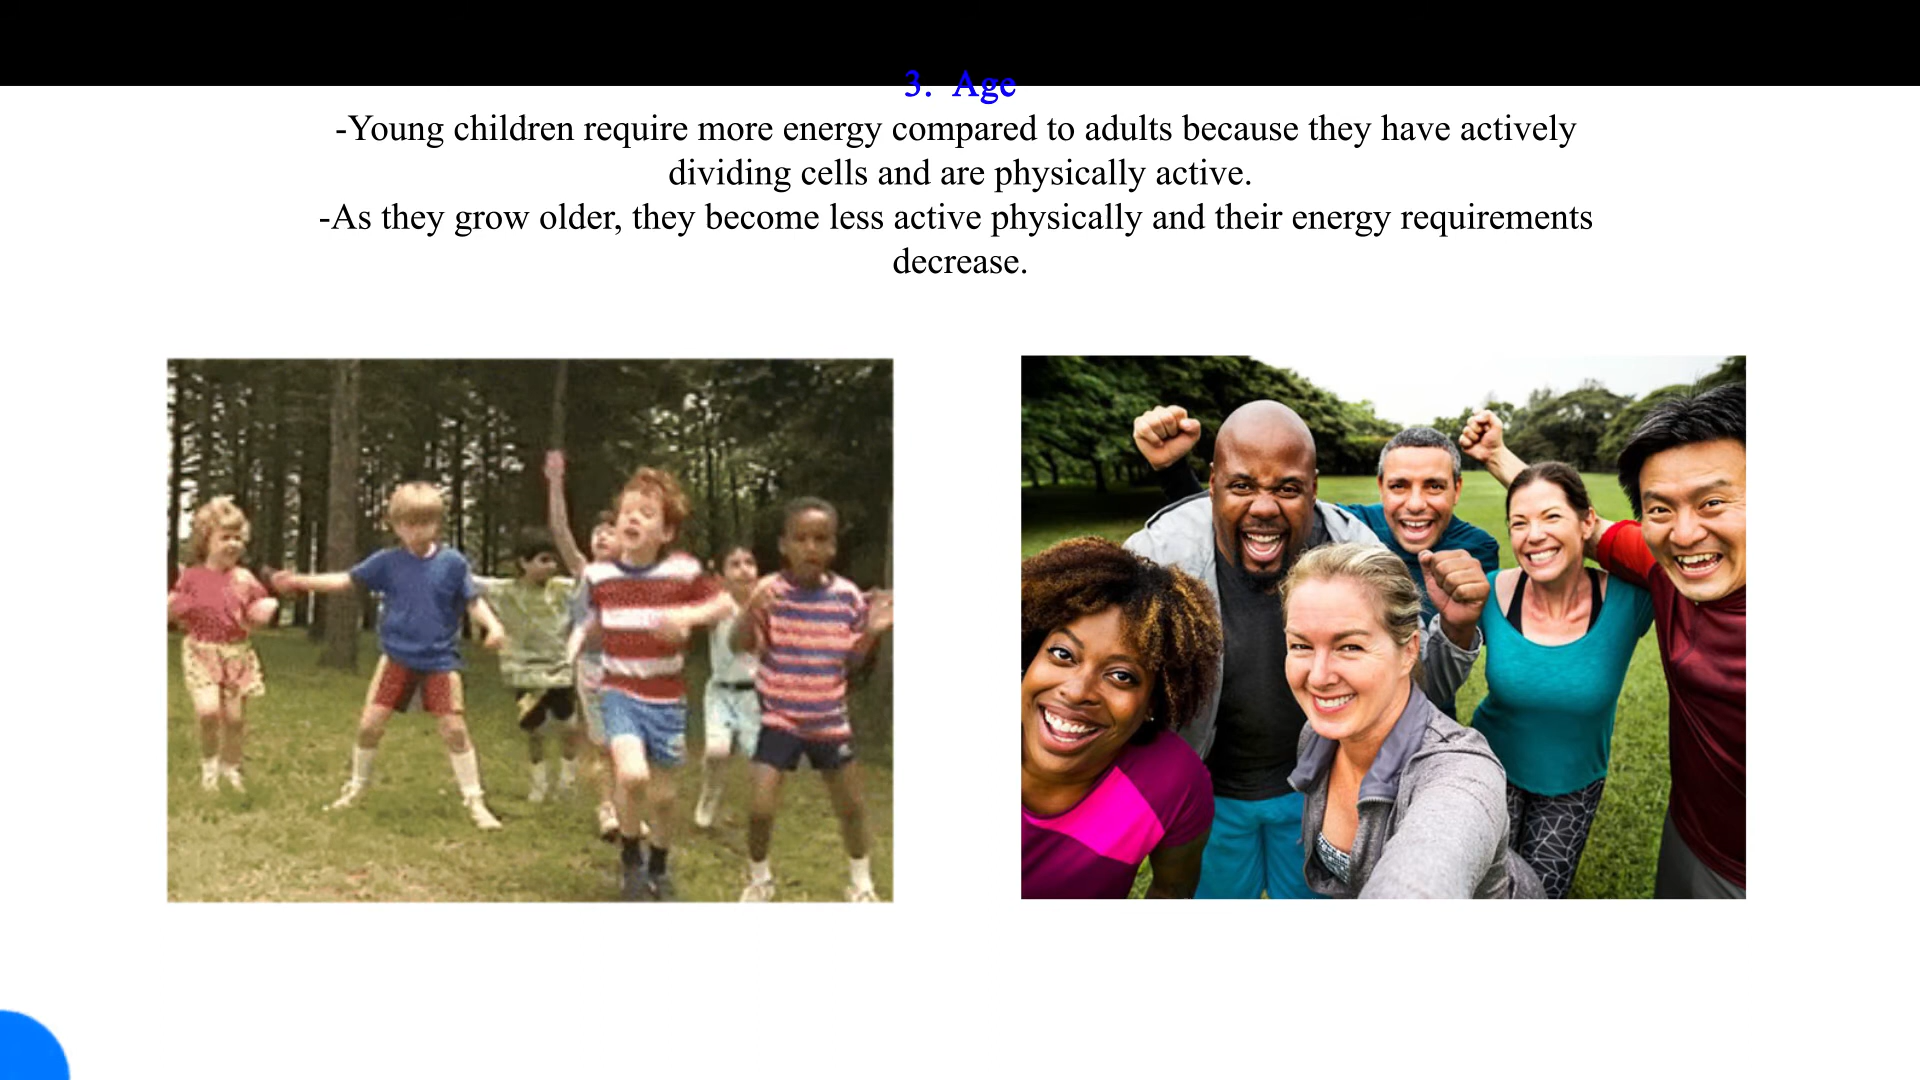 3. Age
-Young children require more energy compared to adults because they have actively
dividing cells and are physically active.
-As they grow older, they become less active physically and their energy requirements
decrease.